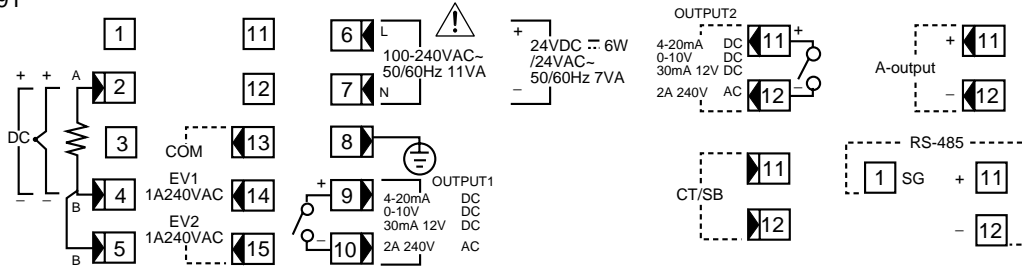 91
1
11
6
L
100-240VAC~
50/60Hz 11VA
7
N
+
24VDC ⎓ 6W
/24VAC~
50/60Hz 7VA
−
OUTPUT2
4-20mA DC
0-10V DC
30mA 12V DC
2A 240V AC
11
+
12
−
A-output
+ 11
− 12
+ +
DC
− −
A
2
12
3
COM
13
8
4
B
EV1
1A240VAC
14
+
9
OUTPUT1
4-20mA DC
0-10V DC
30mA 12V DC
2A 240V AC
5
B
EV2
1A240VAC
15
−
10
CT/SB
11
12
RS-485
1 SG
+ 11
− 12